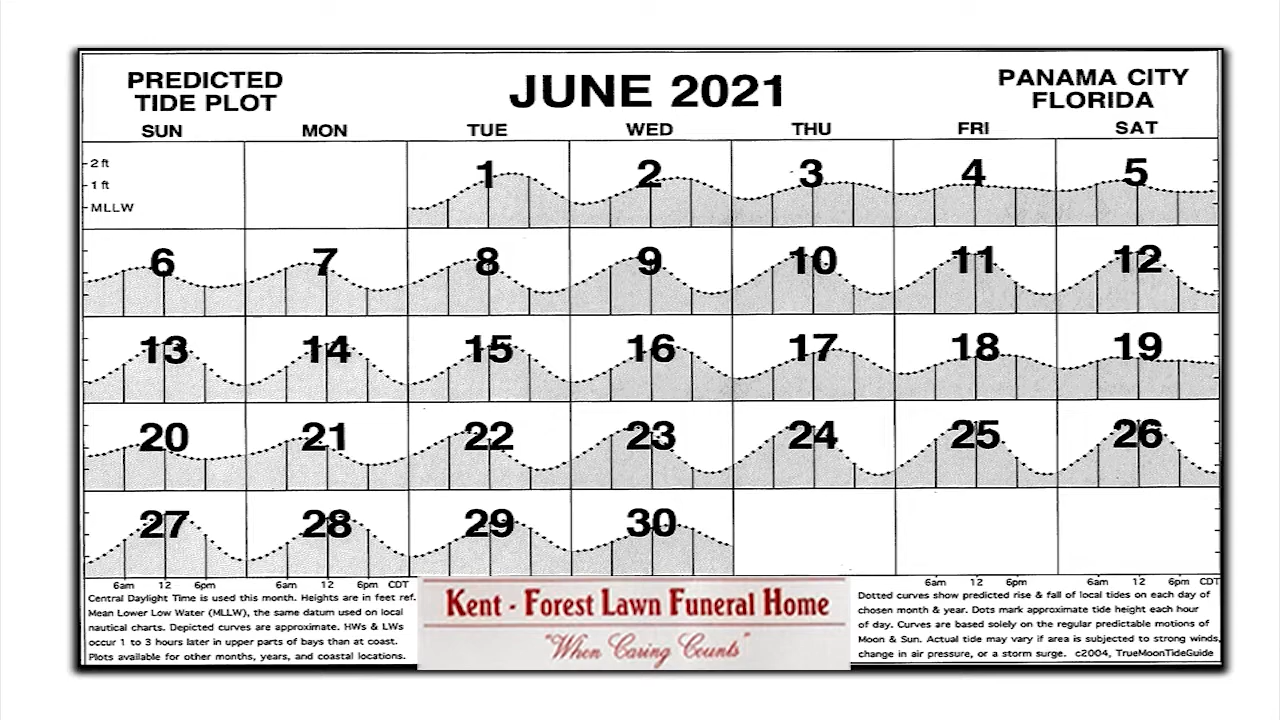 PREDICTED
TIDE PLOT
JUNE 2021
PANAMA CITY
FLORIDA
SUN MON TUE WED THU FRI SAT
2 ft
1 ft
MLLW
1 2 3 4 5
6 7 8 9 10 11 12
13 14 15 16 17 18 19
20 21 22 23 24 25 26
27 28 29 30
6am 12 6pm 6am 12 6pm CDT
6am 12 6pm 6am 12 6pm CDT
Central Daylight Time is used this month. Heights are in feet ref.
Mean Lower Low Water (MLLW), the same datum used on local
nautical charts. Depicted curves are approximate. HWs & LWs
occur 1 to 3 hours later in upper parts of bays than at coast.
Plots available for other months, years, and coastal locations.
Kent - Forest Lawn Funeral Home
"When Caring Counts"
Dotted curves show predicted rise & fall of local tides on each day of
chosen month & year. Dots mark approximate tide height each hour
of day. Curves are based solely on the regular predictable motions of
Moon & Sun. Actual tide may vary if area is subjected to strong winds,
change in air pressure, or a storm surge. c2004, TrueMoonTideGuide